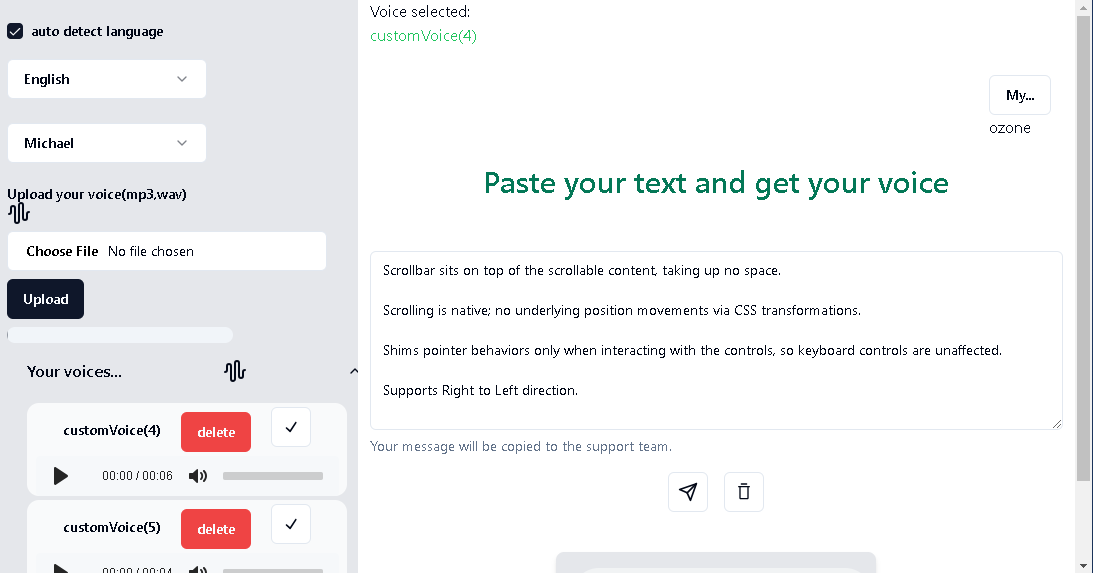 auto detect language
English
Michael
Upload your voice(mp3,wav)
Choose File No file chosen
Upload
Your voices...
customVoice(4)
delete
00:00 / 00:06
customVoice(5)
delete
00:00 / 00:04
Voice selected:
customVoice(4)
My...
ozone
Paste your text and get your voice
Scrollbar sits on top of the scrollable content, taking up no space.
Scrolling is native; no underlying position movements via CSS transformations.
Shims pointer behaviors only when interacting with the controls, so keyboard controls are unaffected.
Supports Right to Left direction.
Your message will be copied to the support team.